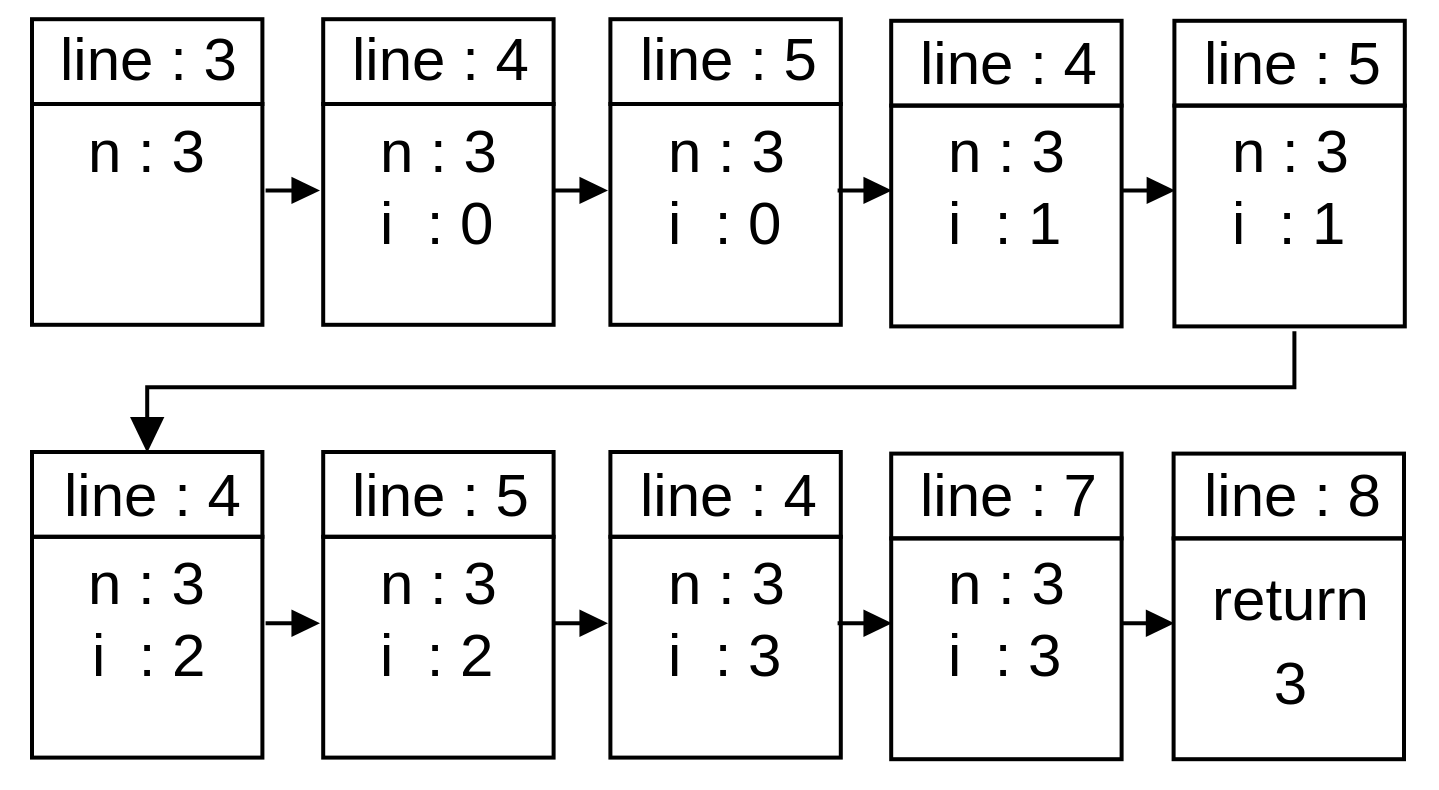 line : 3
n : 3
line : 4
n : 3
i : 0
line : 5
n : 3
i : 0
line : 4
n : 3
i : 1
line : 5
n : 3
i : 1
line : 4
n : 3
i : 2
line : 5
n : 3
i : 2
line : 4
n : 3
i : 3
line : 7
n : 3
i : 3
line : 8
return
3